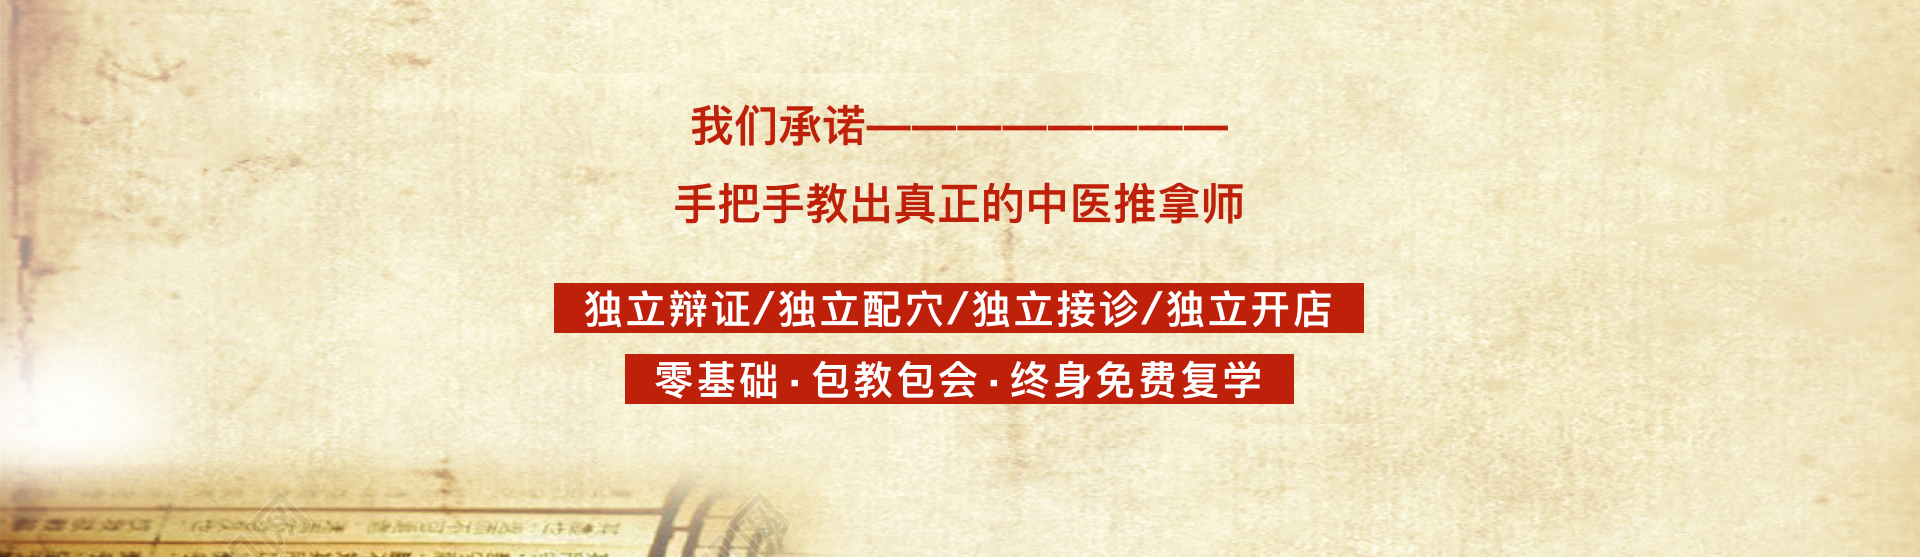 我们承诺————————
手把手教出真正的中医推拿师
独立辩证/独立配穴/独立接诊/独立开店
零基础·包教包会·终身免费复学